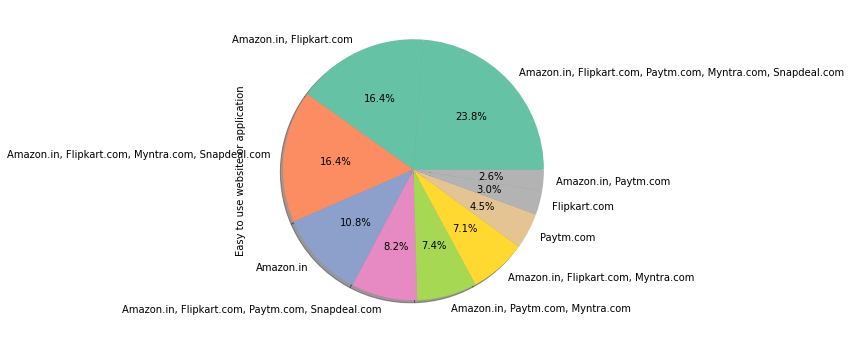 Amazon.in, Flipkart.com
Amazon.in, Flipkart.com, Paytm.com, Myntra.com, Snapdeal.com
16.4%
23.8%
Easy to use website or application
Amazon.in, Flipkart.com, Myntra.com, Snapdeal.com
16.4%
2.6%
Amazon.in, Paytm.com
3.0%
Flipkart.com
4.5%
Paytm.com
10.8%
7.1%
8.2%
7.4%
Amazon.in
Amazon.in, Flipkart.com, Myntra.com
Amazon.in, Flipkart.com, Paytm.com, Snapdeal.com
Amazon.in, Paytm.com, Myntra.com